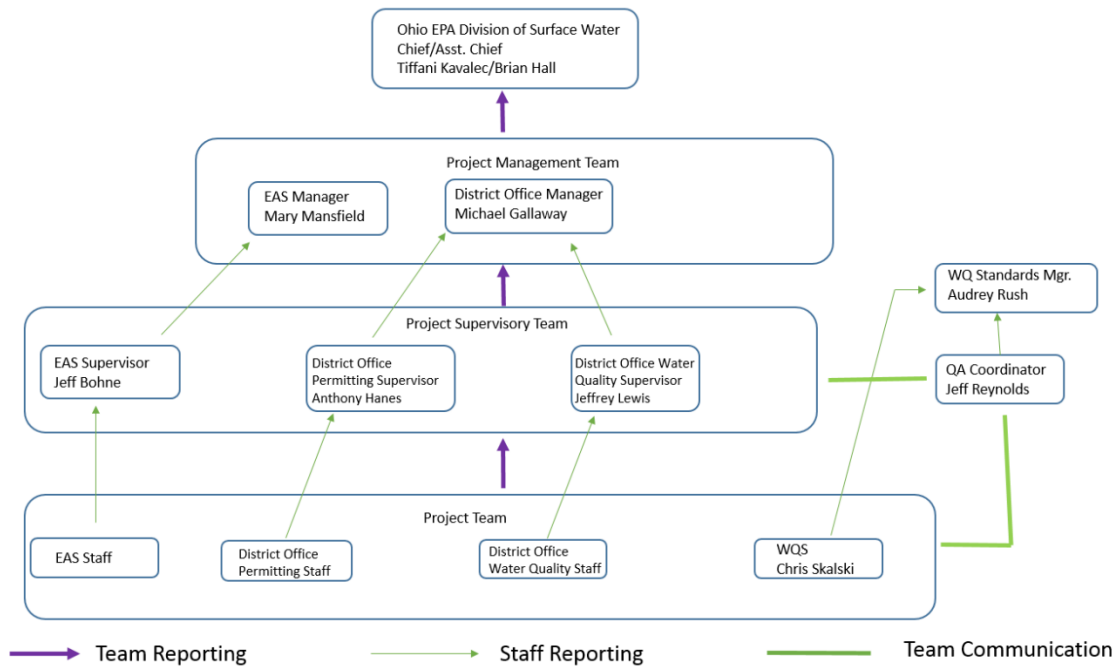 Ohio EPA Division of Surface Water
Chief/Asst. Chief
Tiffani Kavalec/Brian Hall
Project Management Team
EAS Manager
Mary Mansfield
District Office Manager
Michael Gallaway
WQ Standards Mgr.
Audrey Rush
Project Supervisory Team
EAS Supervisor
Jeff Bohne
District Office
Permitting Supervisor
Anthony Hanes
District Office Water
Quality Supervisor
Jeffrey Lewis
QA Coordinator
Jeff Reynolds
Project Team
EAS Staff
District Office
Permitting Staff
District Office
Water Quality Staff
WQS
Chris Skalski
Team Reporting
Staff Reporting
Team Communication